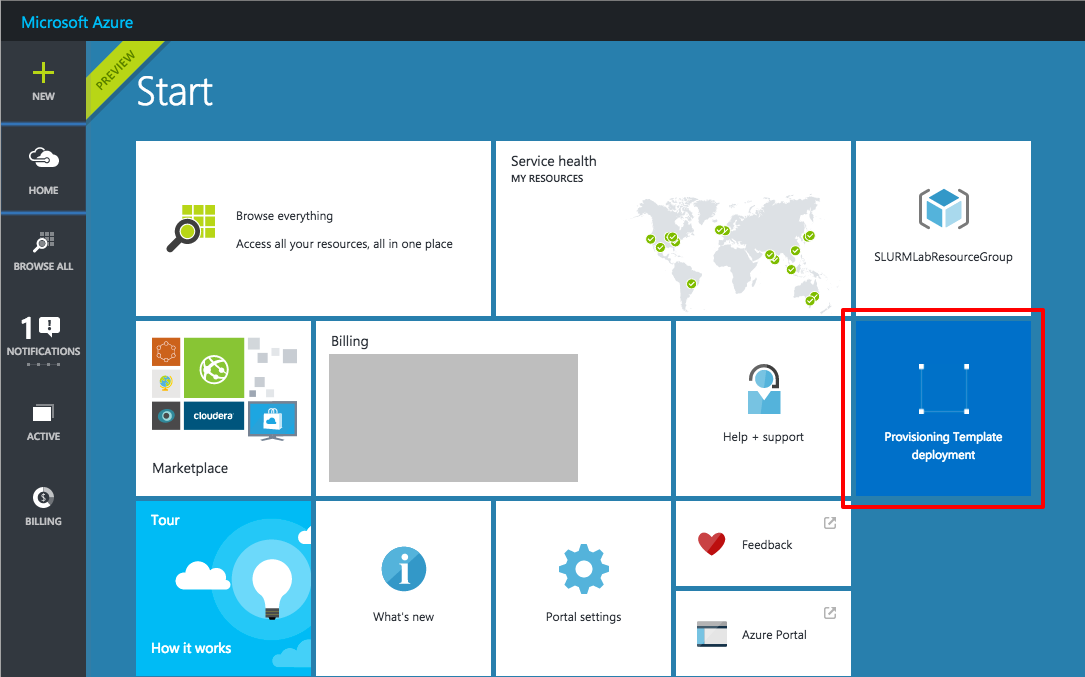 Microsoft Azure
NEW
HOME
BROWSE ALL
1
NOTIFICATIONS
ACTIVE
BILLING
PREVIEW
Start
Browse everything
Access all your resources, all in one place
Service health
MY RESOURCES
SLURMLabResourceGroup
cloudera
Marketplace
Billing
Help + support
Provisioning Template
deployment
Tour
How it works
What's new
Portal settings
Feedback
Azure Portal